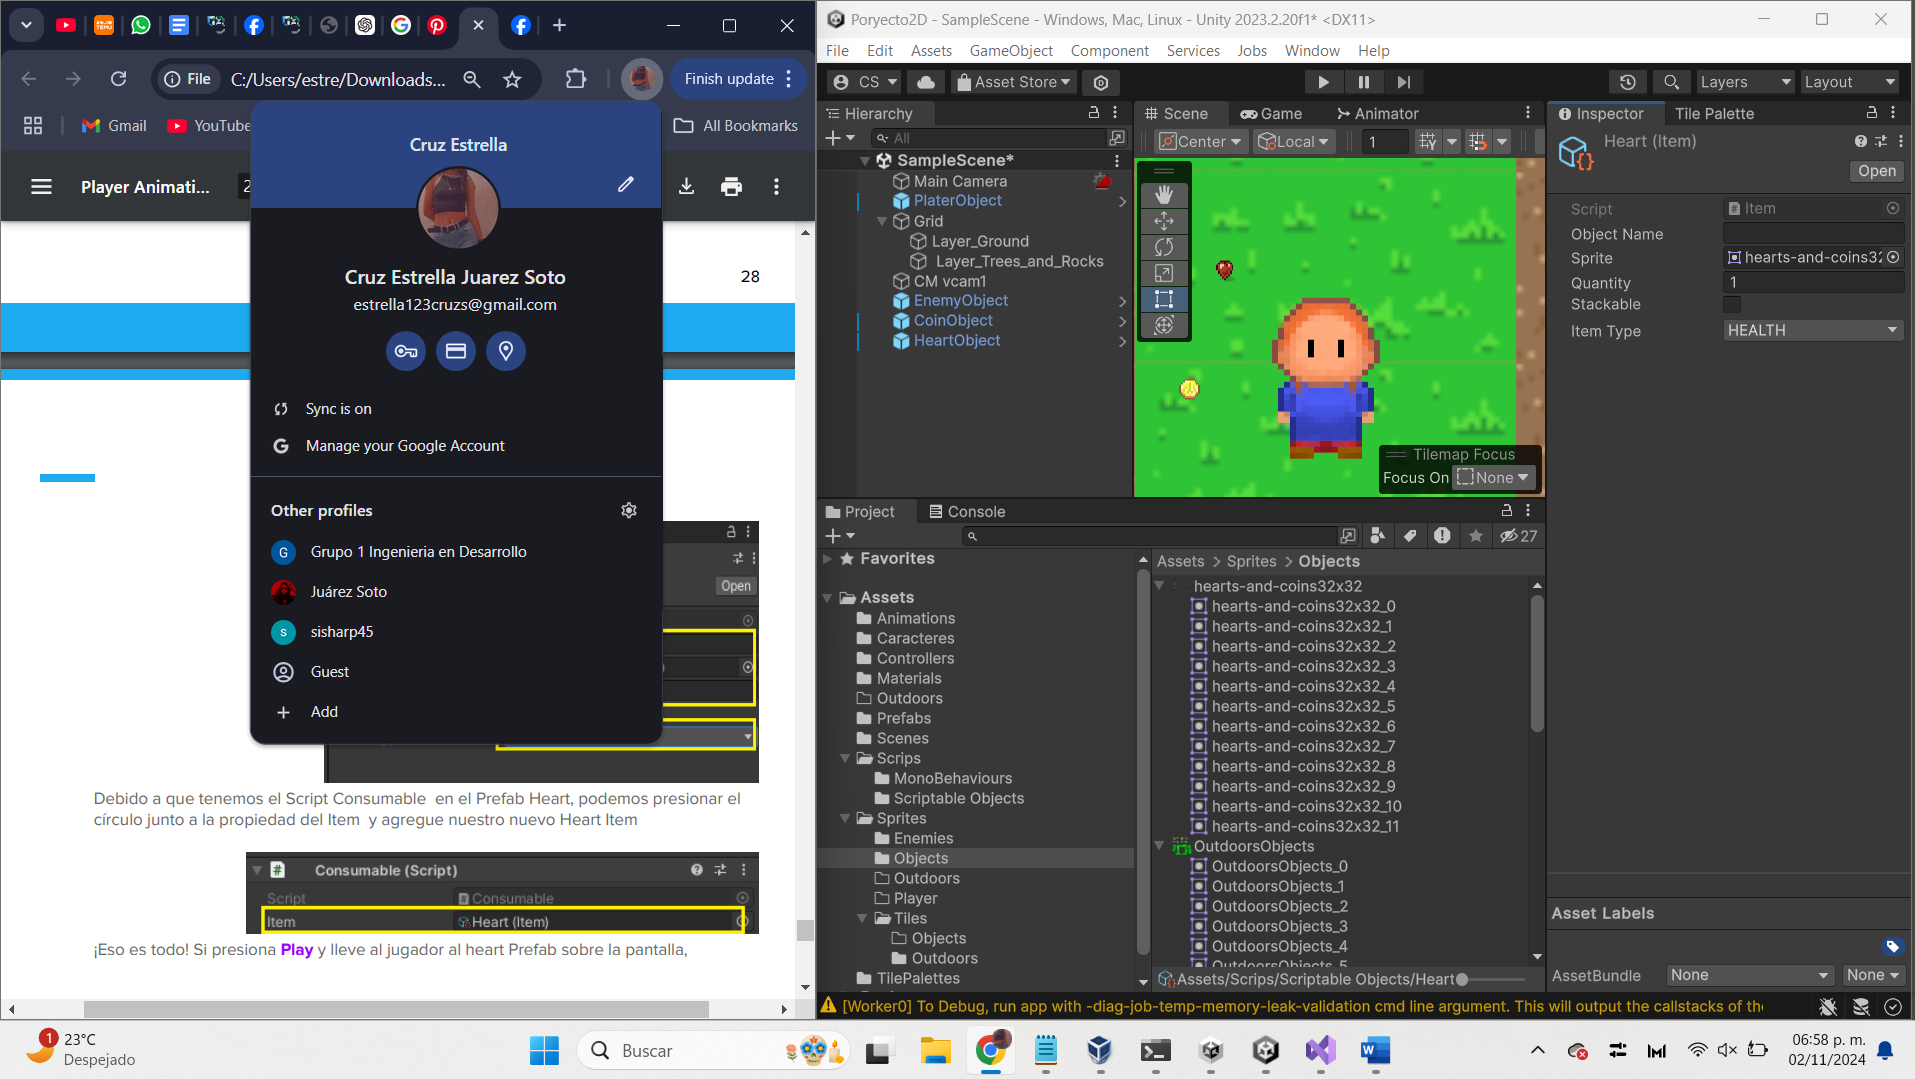 File
C:/Users/estre/Downloads...
Finish update
Gmail
YouTube
All Bookmarks
Player Animati...
28
Cruz Estrella
Cruz Estrella Juarez Soto
estrella123cruzs@gmail.com
Sync is on
Manage your Google Account
Other profiles
G Grupo 1 Ingenieria en Desarrollo
Juárez Soto
s sisharp45
Guest
Add
Open
Debido a que tenemos el Script Consumable en el Prefab Heart, podemos presionar el
círculo junto a la propiedad del Item y agregue nuestro nuevo Heart Item
Consumable (Script)
Script Consumable
Item Heart (Item)
¡Eso es todo! Si presiona Play y lleve al jugador al heart Prefab sobre la pantalla,
Poryecto2D - SampleScene - Windows, Mac, Linux - Unity 2023.2.20f1* <DX11>
File Edit Assets GameObject Component Services Jobs Window Help
CS
Asset Store
Layers
Layout
Hierarchy
All
SampleScene*
Main Camera
PlaterObject
Grid
Layer_Ground
Layer_Trees_and_Rocks
CM vcam1
EnemyObject
CoinObject
HeartObject
Scene Game Animator
Center Local 1
Tilemap Focus
Focus On None
Inspector Tile Palette
Heart (Item)
Open
Script Item
Object Name
Sprite hearts-and-coins32
Quantity 1
Stackable
Item Type HEALTH
Asset Labels
AssetBundle None None
Project Console
27
Favorites
Assets
Animations
Caracteres
Controllers
Materials
Outdoors
Prefabs
Scenes
Scrips
MonoBehaviours
Scriptable Objects
Sprites
Enemies
Objects
Outdoors
Player
Tiles
Objects
Outdoors
TilePalettes
Assets > Sprites > Objects
hearts-and-coins32x32
hearts-and-coins32x32_0
hearts-and-coins32x32_1
hearts-and-coins32x32_2
hearts-and-coins32x32_3
hearts-and-coins32x32_4
hearts-and-coins32x32_5
hearts-and-coins32x32_6
hearts-and-coins32x32_7
hearts-and-coins32x32_8
hearts-and-coins32x32_9
hearts-and-coins32x32_10
hearts-and-coins32x32_11
OutdoorsObjects
OutdoorsObjects_0
OutdoorsObjects_1
OutdoorsObjects_2
OutdoorsObjects_3
OutdoorsObjects_4
OutdoorsObjects_5
Assets/Scrips/Scriptable Objects/Heart
[Worker0] To Debug, run app with -diag-job-temp-memory-leak-validation cmd line argument. This will output the callstacks of the
1
23°C
Despejado
Buscar
06:58 p. m.
02/11/2024